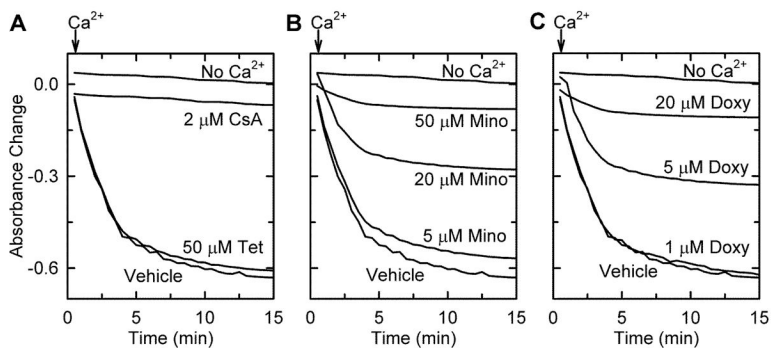 A
Ca²⁺
B
Ca²⁺
C
Ca²⁺
Absorbance Change
0.0
-0.3
-0.6
No Ca²⁺
2 μM CsA
50 μM Tet
Vehicle
0 5 10 15
Time (min)
No Ca²⁺
50 μM Mino
20 μM Mino
5 μM Mino
Vehicle
0 5 10 15
Time (min)
No Ca²⁺
20 μM Doxy
5 μM Doxy
1 μM Doxy
Vehicle
0 5 10 15
Time (min)